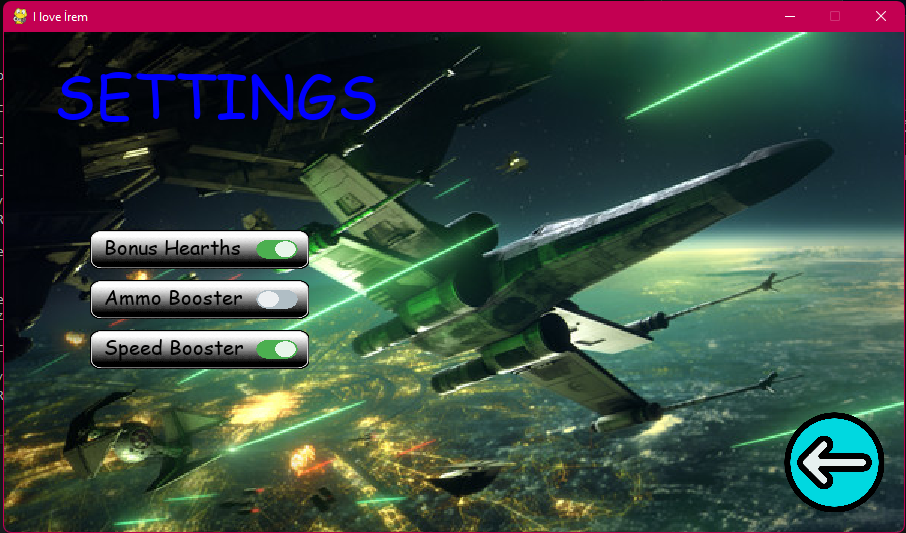 I love İrem
SETTINGS
Bonus Hearths
Ammo Booster
Speed Booster